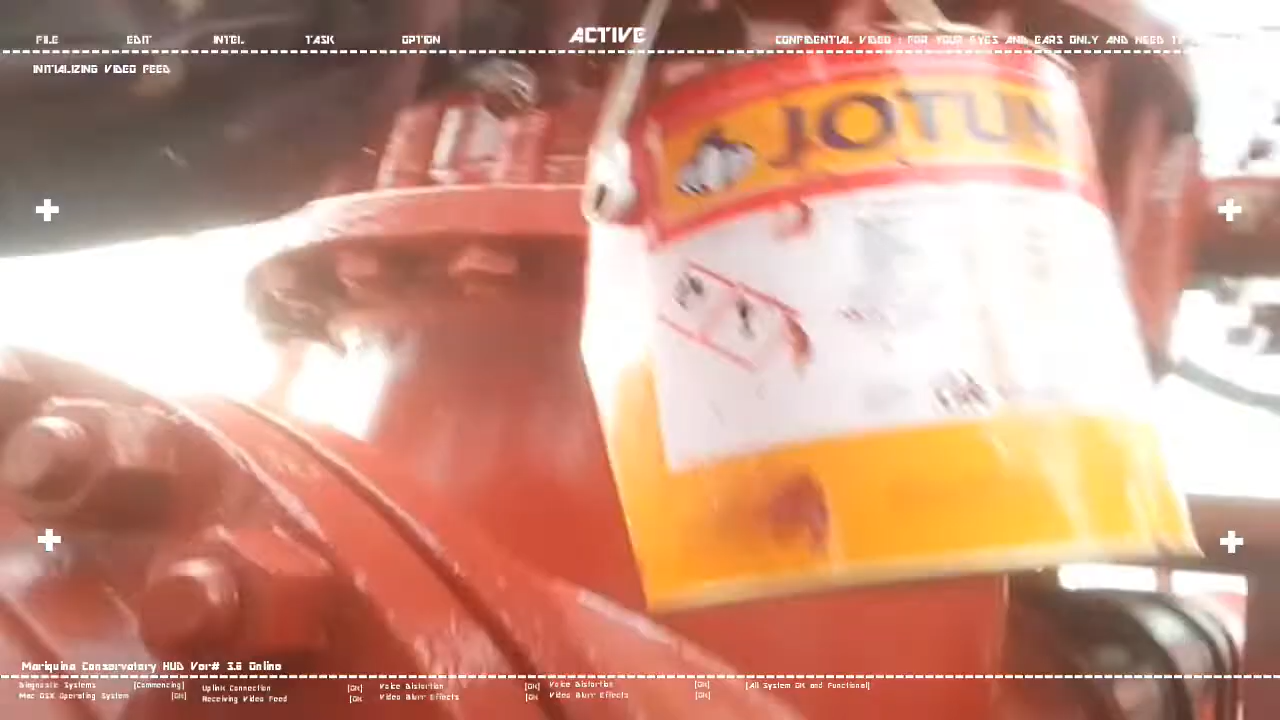 FILE EDIT INTEL TASK OPTION ACTIVE CONFIDENTIAL VIDEO : FOR YOUR EYES AND EARS ONLY AND NEED
INITIALIZING VIDEO FEED
JOTUN
Mariquina Conservatory HUD Ver# 3.6 Online
Diagnostic Systems [Commencing]
Mac OSX Operating System [OK]
Uplink Connection [OK]
Receiving Video Feed [OK
Voice Distortion [OK]
Video Blurr Effects [OK
Voice Distortion [OK]
Video Blurr Effects [OK]
[All System OK and Functional]